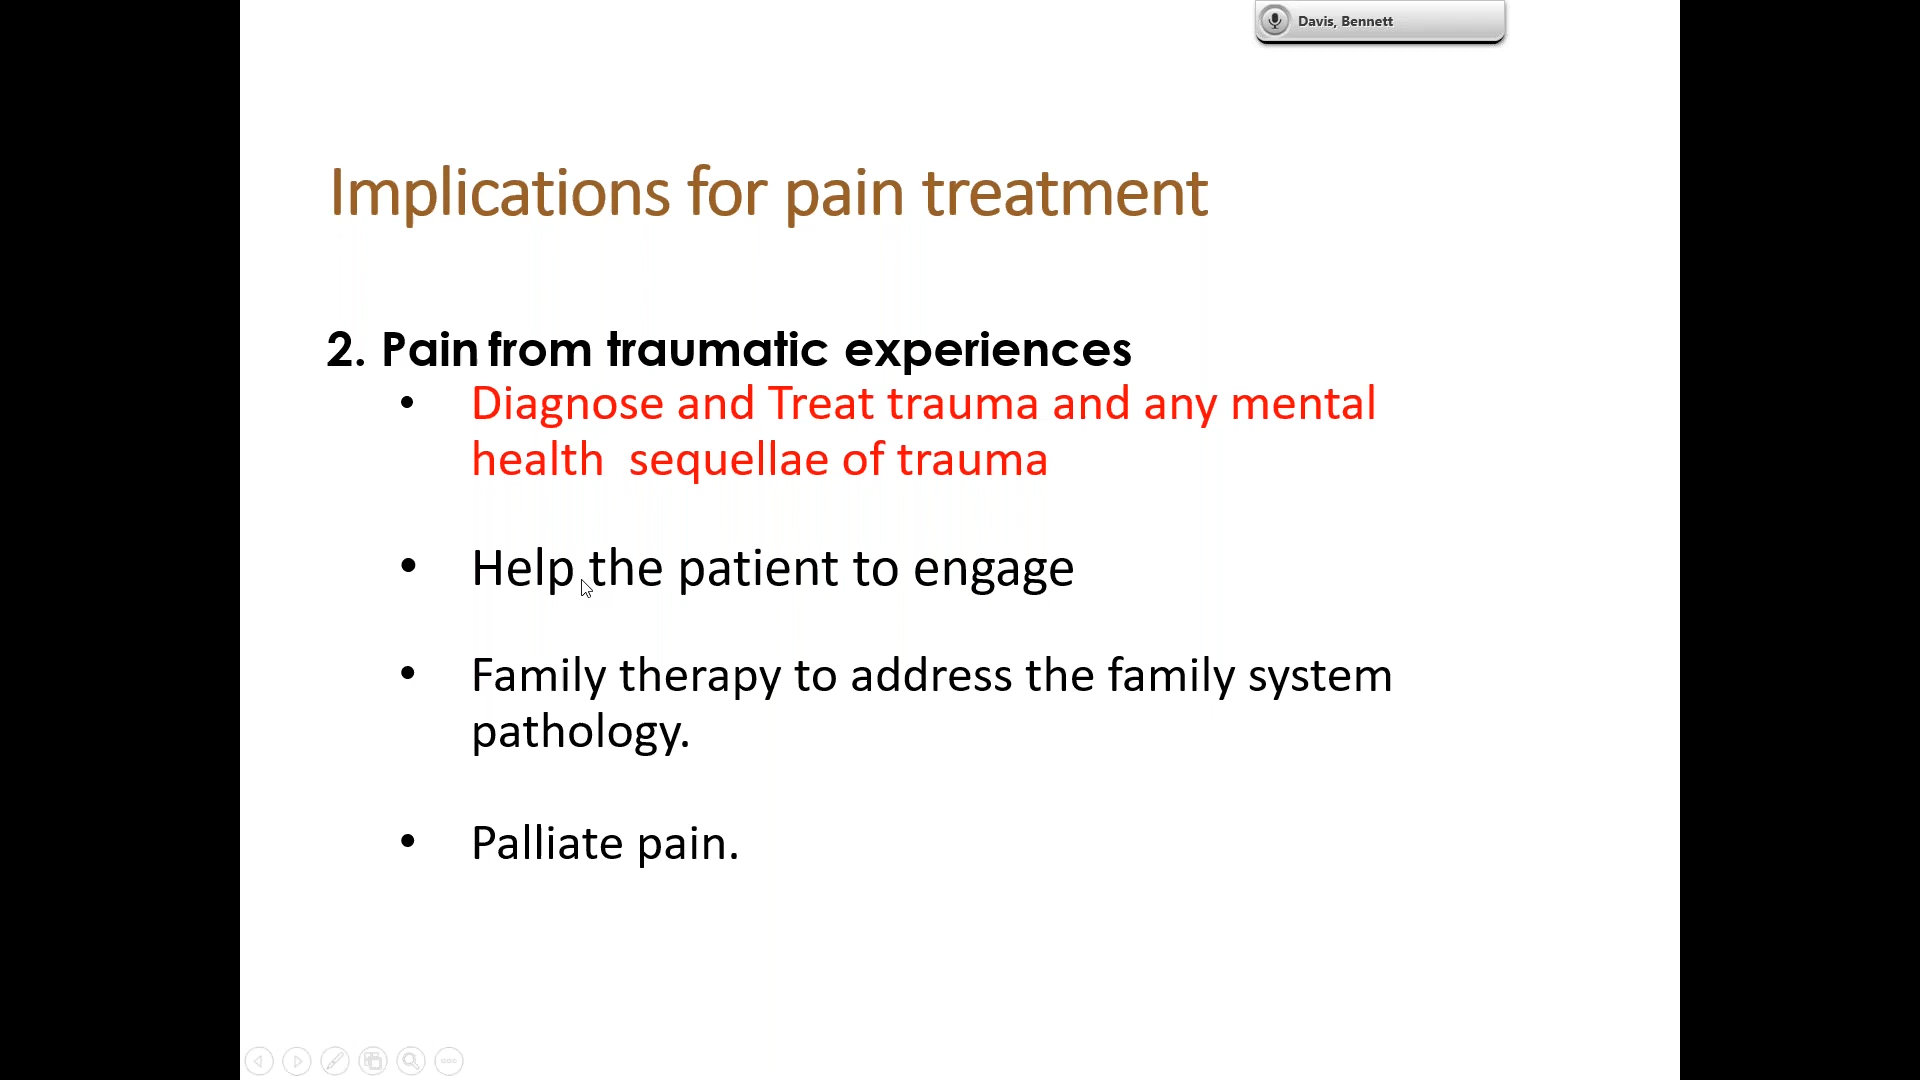 Davis, Bennett
Implications for pain treatment
2. Pain from traumatic experiences
• Diagnose and Treat trauma and any mental
health sequellae of trauma
• Help the patient to engage
• Family therapy to address the family system
pathology.
• Palliate pain.